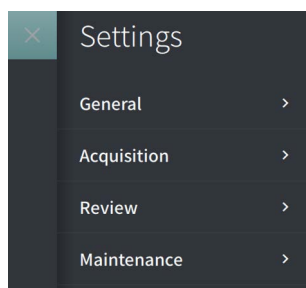 Settings
General
Acquisition
Review
Maintenance